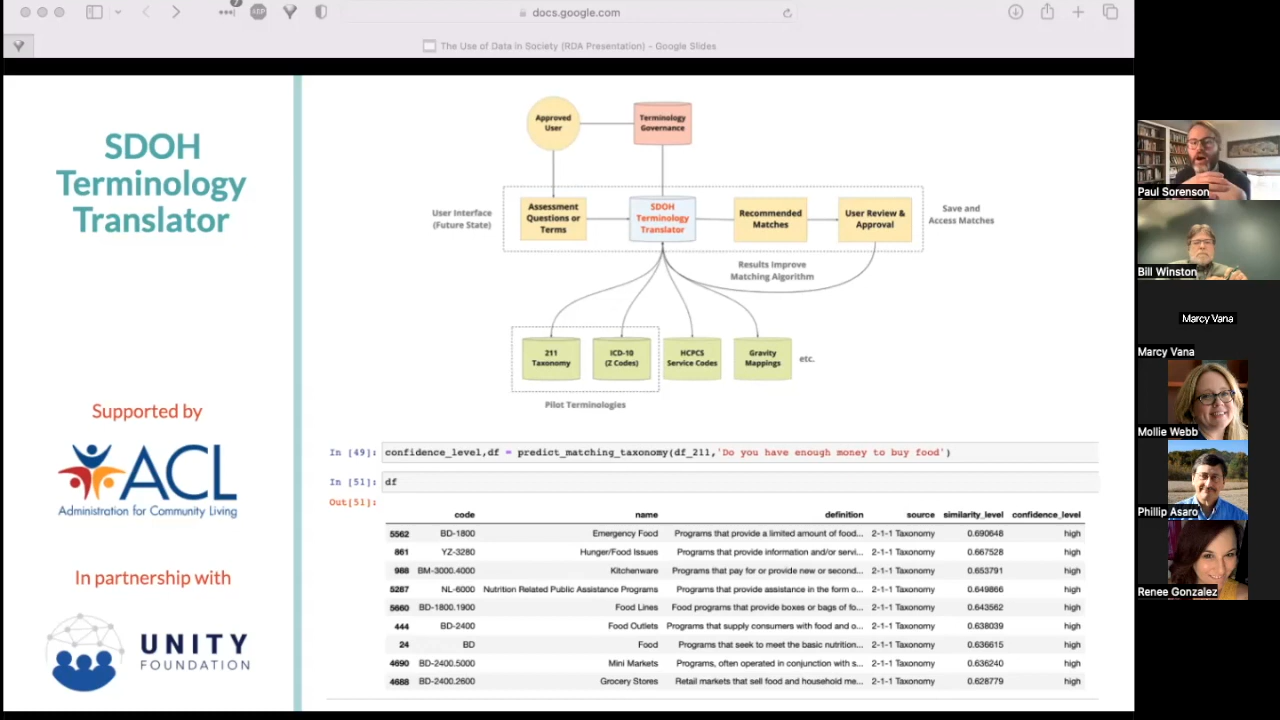 7
ABP
docs.google.com
The Use of Data in Society (RDA Presentation) – Google Slides
SDOH
Terminology
Translator
Supported by
ACL
Administration for Community Living
In partnership with
UNITY
FOUNDATION
Approved
User
Terminology
Governance
User Interface
(Future State)
Assessment
Questions or
Terms
SDOH
Terminology
Translator
Recommended
Matches
User Review &
Approval
Save and
Access Matches
Results Improve
Matching Algorithm
211
Taxonomy
ICD-10
(Z Codes)
HCPCS
Service Codes
Gravity
Mappings
etc.
Pilot Terminologies
In [49]: confidence_level,df = predict_matching_taxonomy(df_211,'Do you have enough money to buy food')
In [51]: df
Out[51]:
code name definition source similarity_level confidence_level
5562 BD-1800 Emergency Food Programs that provide a limited amount of food... 2-1-1 Taxonomy 0.690648 high
861 YZ-3280 Hunger/Food Issues Programs that provide information and/or servi... 2-1-1 Taxonomy 0.667528 high
988 BM-3000.4000 Kitchenware Programs that pay for or provide new or second... 2-1-1 Taxonomy 0.653791 high
5287 NL-6000 Nutrition Related Public Assistance Programs Programs that provide assistance in the form o... 2-1-1 Taxonomy 0.649866 high
5660 BD-1800.1900 Food Lines Food programs that provide boxes or bags of fo... 2-1-1 Taxonomy 0.643562 high
444 BD-2400 Food Outlets Programs that supply consumers with food and o... 2-1-1 Taxonomy 0.638039 high
24 BD Food Programs that seek to meet the basic nutrition... 2-1-1 Taxonomy 0.636615 high
4690 BD-2400.5000 Mini Markets Programs, often operated in conjunction with s... 2-1-1 Taxonomy 0.636240 high
4688 BD-2400.2600 Grocery Stores Retail markets that sell food and household me... 2-1-1 Taxonomy 0.628779 high
Paul Sorenson
Bill Winston
Marcy Vana
Marcy Vana
Mollie Webb
Phillip Asaro
Renee Gonzalez